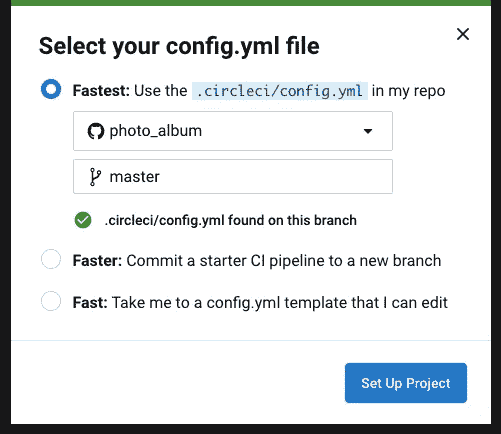 Select your config.yml file
Fastest: Use the .circleci/config.yml in my repo
photo_album
master
.circleci/config.yml found on this branch
Faster: Commit a starter CI pipeline to a new branch
Fast: Take me to a config.yml template that I can edit
Set Up Project